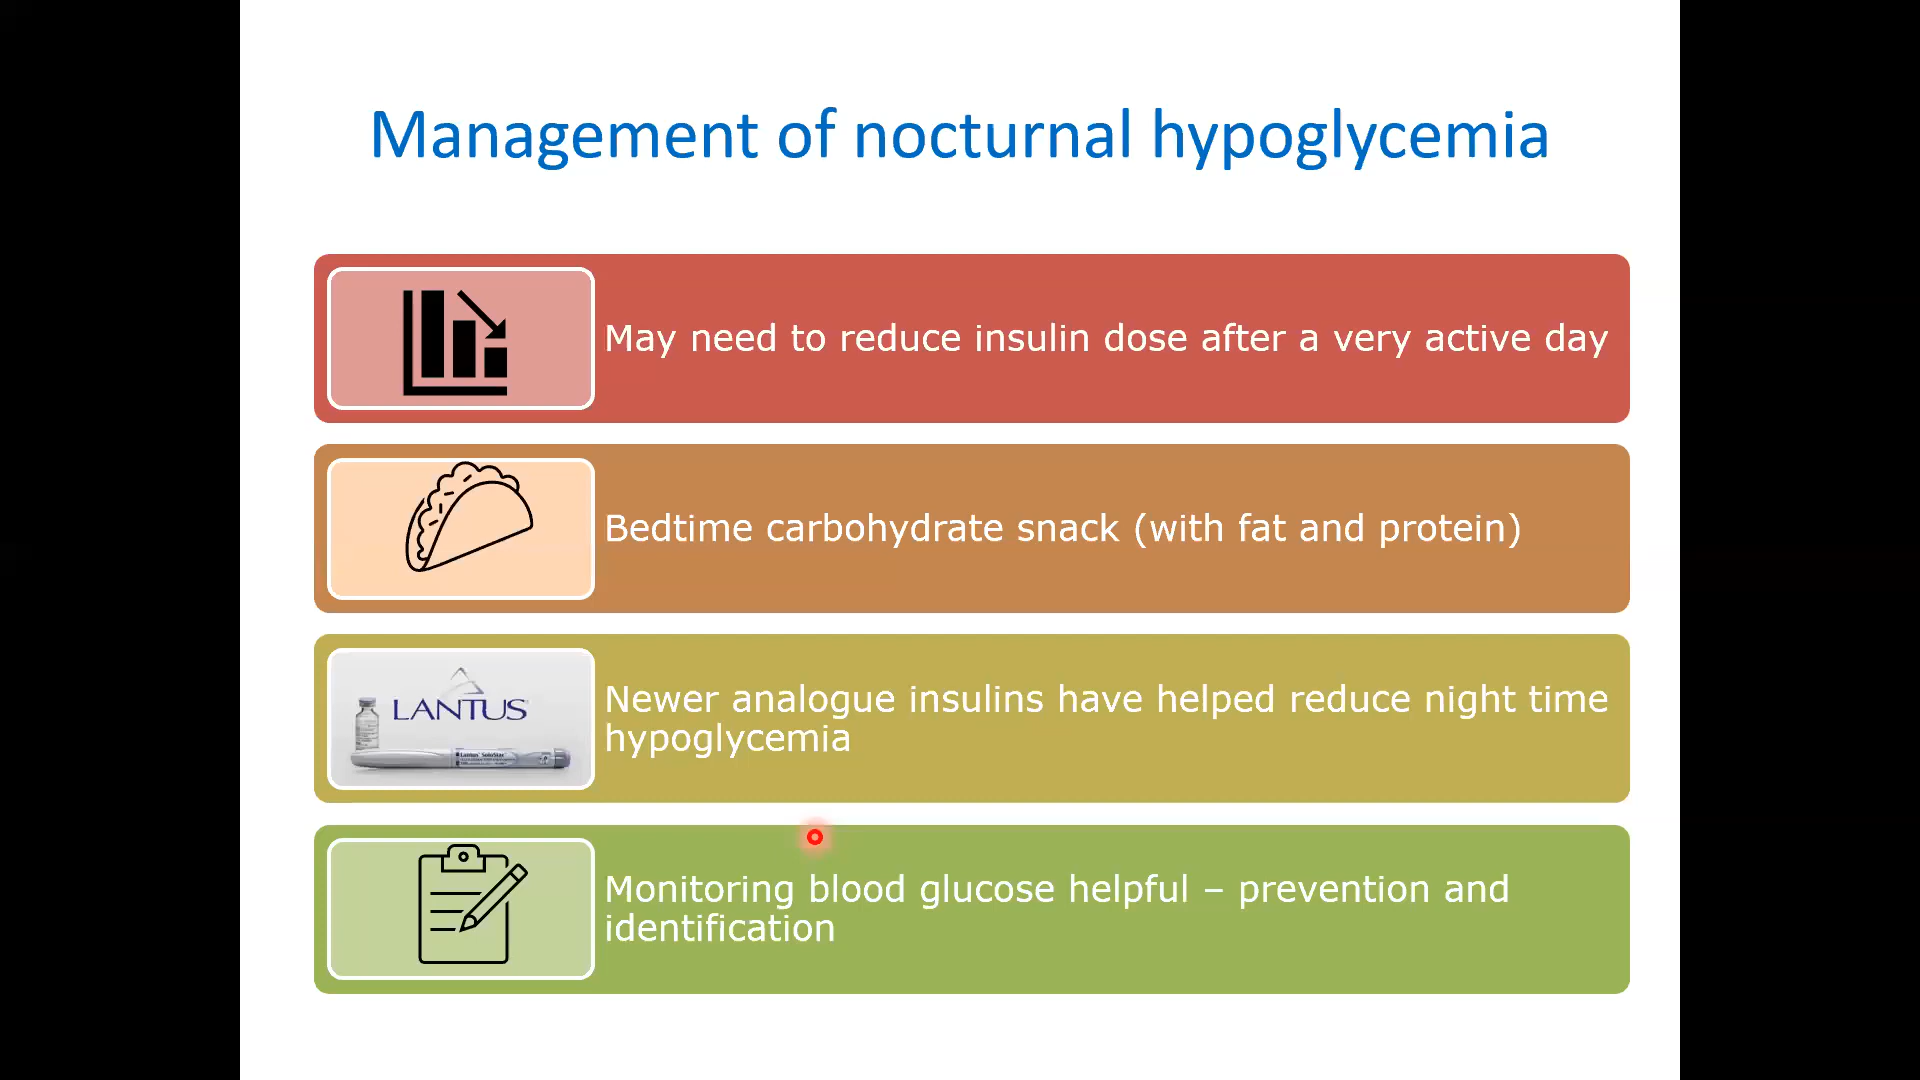 Management of nocturnal hypoglycemia
May need to reduce insulin dose after a very active day
Bedtime carbohydrate snack (with fat and protein)
LANTUS
Lantus SoloStar
Newer analogue insulins have helped reduce night time
hypoglycemia
Monitoring blood glucose helpful – prevention and
identification